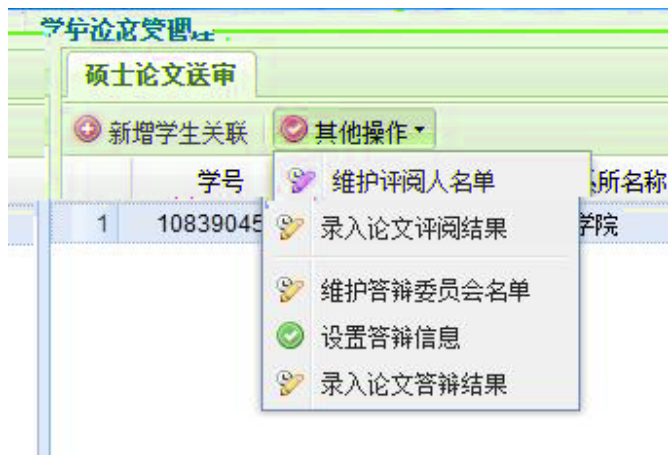 学位论文管理
硕士论文送审
新增学生关联 其他操作
学号 所名称
维护评阅人名单
1 10839045 学院
录入论文评阅结果
维护答辩委员会名单
设置答辩信息
录入论文答辩结果